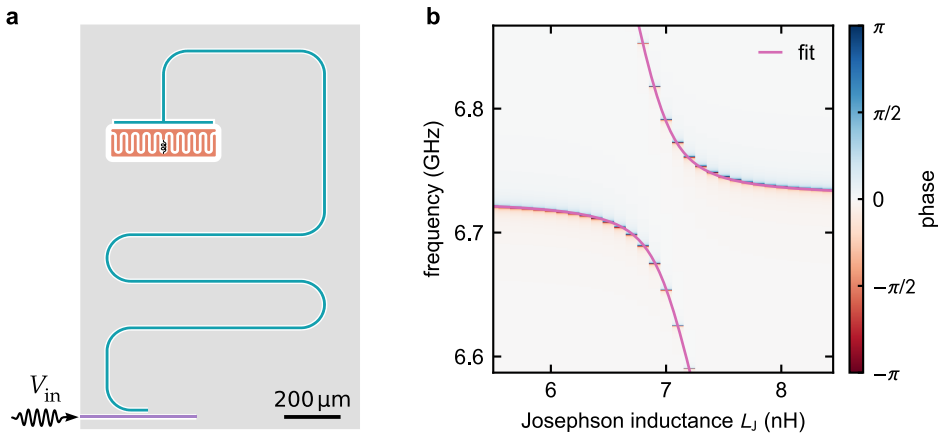 a
V_in
200 μm
b
fit
frequency (GHz)
6.8
6.7
6.6
6
7
8
Josephson inductance L_J (nH)
π
π/2
0
−π/2
−π
phase